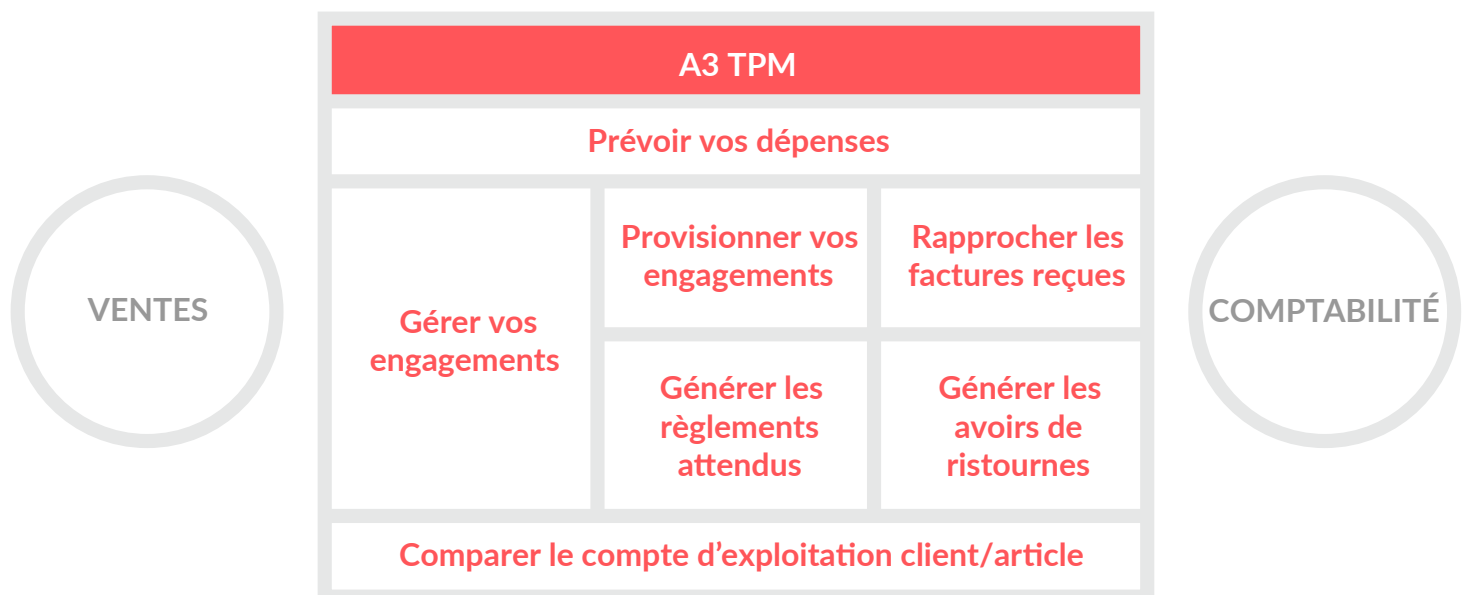 A3 TPM
Prévoir vos dépenses
VENTES
Gérer vos
engagements
Provisionner vos
engagements
Rapprocher les
factures reçues
Générer les
règlements
attendus
Générer les
avoirs de
ristournes
COMPTABILITÉ
Comparer le compte d’exploitation client/article